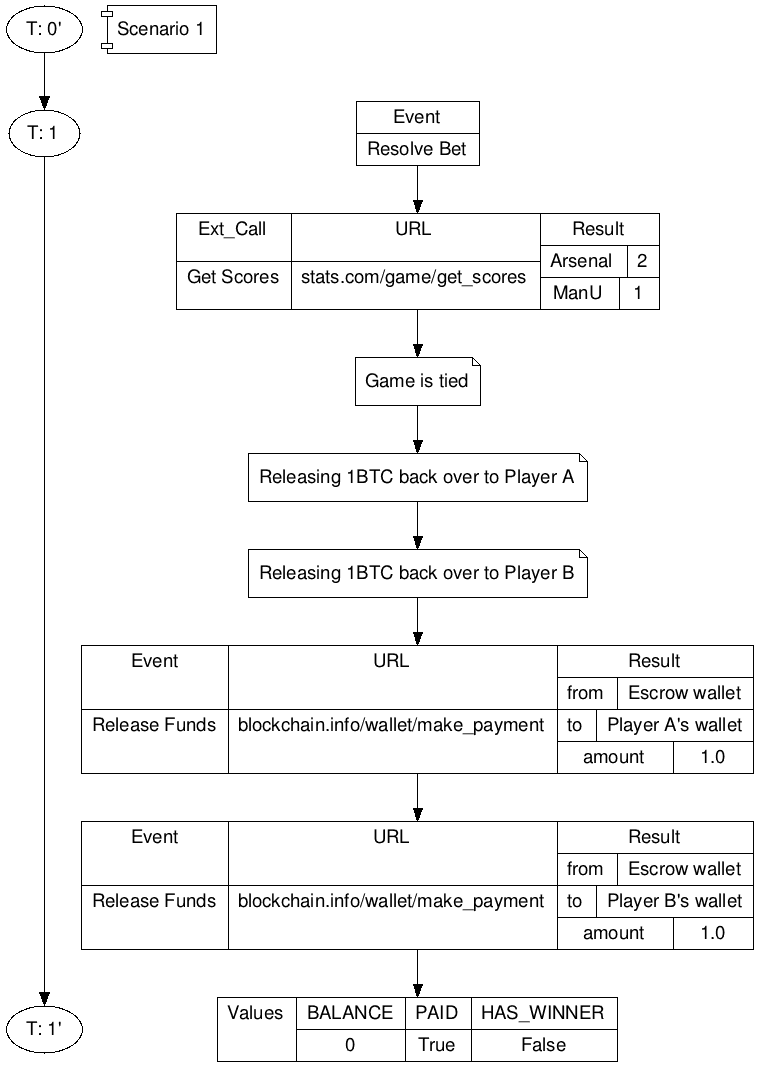 T: 0'
Scenario 1
T: 1
Event
Resolve Bet
Ext_Call URL Result
Get Scores stats.com/game/get_scores
Arsenal 2
ManU 1
Game is tied
Releasing 1BTC back over to Player A
Releasing 1BTC back over to Player B
Event URL Result
from Escrow wallet
Release Funds blockchain.info/wallet/make_payment to Player A's wallet
amount 1.0
Event URL Result
from Escrow wallet
Release Funds blockchain.info/wallet/make_payment to Player B's wallet
amount 1.0
T: 1'
Values BALANCE PAID HAS_WINNER
0 True False